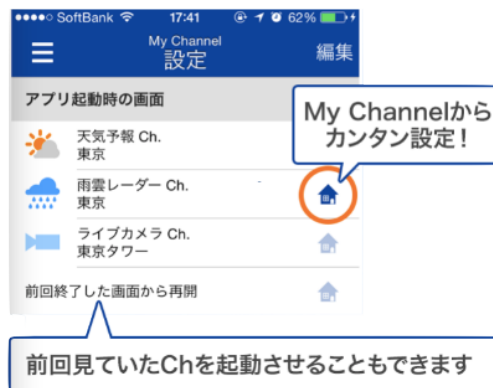 SoftBank 17:41 62%
My Channel
設定
編集
アプリ起動時の画面
My Channelから
カンタン設定！
天気予報 Ch.
東京
雨雲レーダー Ch.
東京
ライブカメラ Ch.
東京タワー
前回終了した画面から再開
前回見ていたChを起動させることもできます